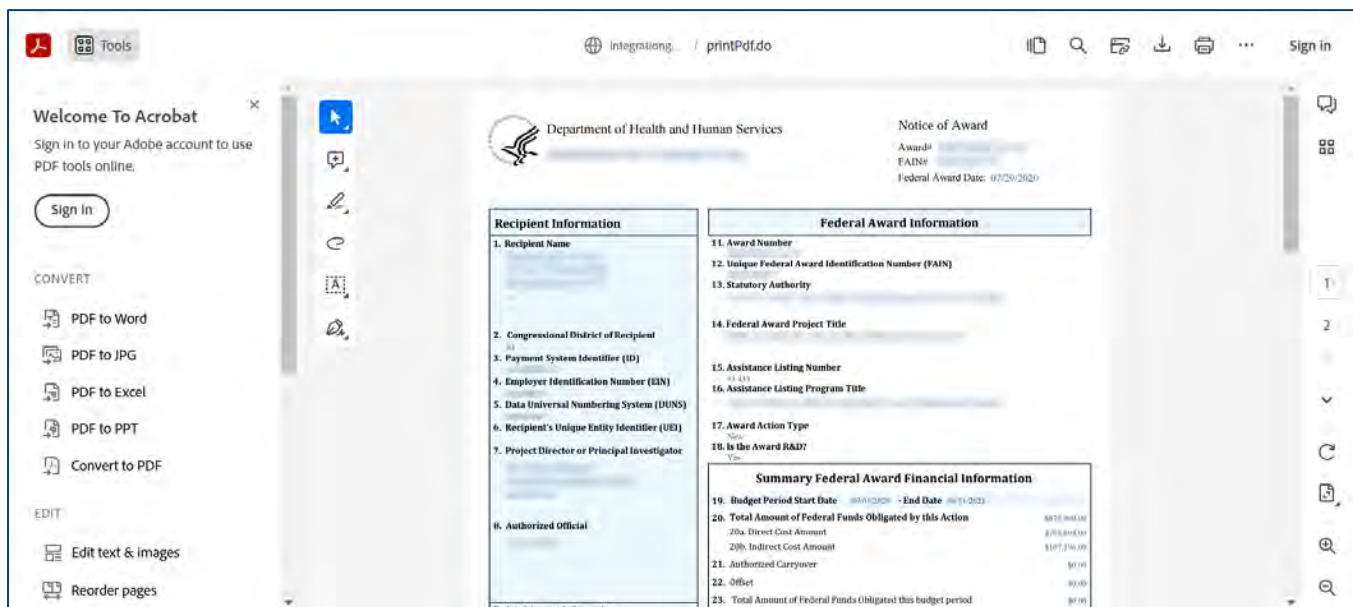 Tools
Integrationg... / printPdf.do
Sign in
Welcome To Acrobat
Sign in to your Adobe account to use
PDF tools online.
Sign In
CONVERT
PDF to Word
PDF to JPG
PDF to Excel
PDF to PPT
Convert to PDF
EDIT
Edit text & images
Reorder pages
Department of Health and Human Services
Notice of Award
Award#
FAIN#
Federal Award Date: 07/29/2020
Recipient Information
1. Recipient Name
2. Congressional District of Recipient
3. Payment System Identifier (ID)
4. Employer Identification Number (EIN)
5. Data Universal Numbering System (DUNS)
6. Recipient's Unique Entity Identifier (UEI)
7. Project Director or Principal Investigator
8. Authorized Official
Federal Award Information
11. Award Number
12. Unique Federal Award Identification Number (FAIN)
13. Statutory Authority
14. Federal Award Project Title
15. Assistance Listing Number
16. Assistance Listing Program Title
17. Award Action Type
New
18. Is the Award R&D?
Yes
Summary Federal Award Financial Information
19. Budget Period Start Date - End Date
20. Total Amount of Federal Funds Obligated by this Action
20a. Direct Cost Amount
20b. Indirect Cost Amount
21. Authorized Carryover $0.00
22. Offset $0.00
23. Total Amount of Federal Funds Obligated this budget period $0.00
1
2